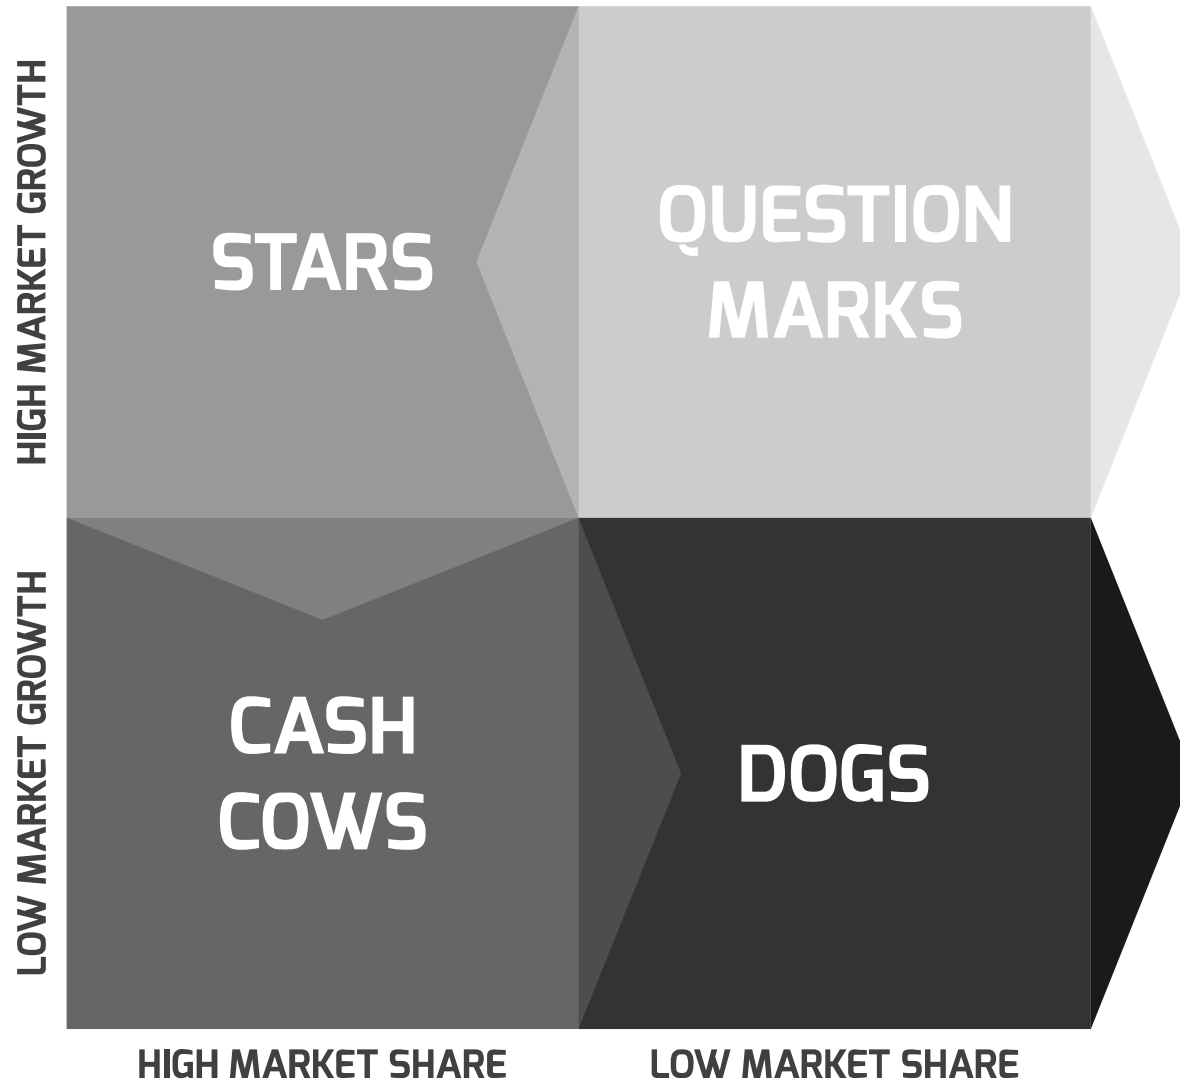 HIGH MARKET GROWTH
STARS
QUESTION
MARKS
LOW MARKET GROWTH
CASH
COWS
DOGS
HIGH MARKET SHARE
LOW MARKET SHARE